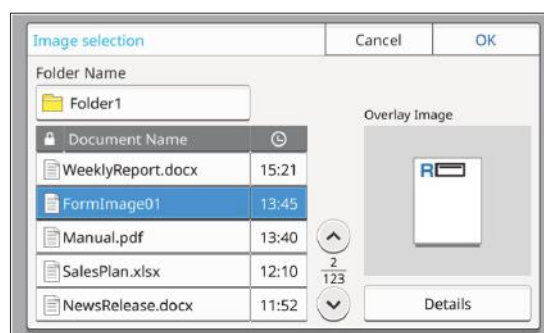 Image selection
Cancel
OK
Folder Name
Folder1
Document Name
WeeklyReport.docx 15:21
FormImage01 13:45
Manual.pdf 13:40
SalesPlan.xlsx 12:10
NewsRelease.docx 11:52
2
123
Overlay Image
R
Details